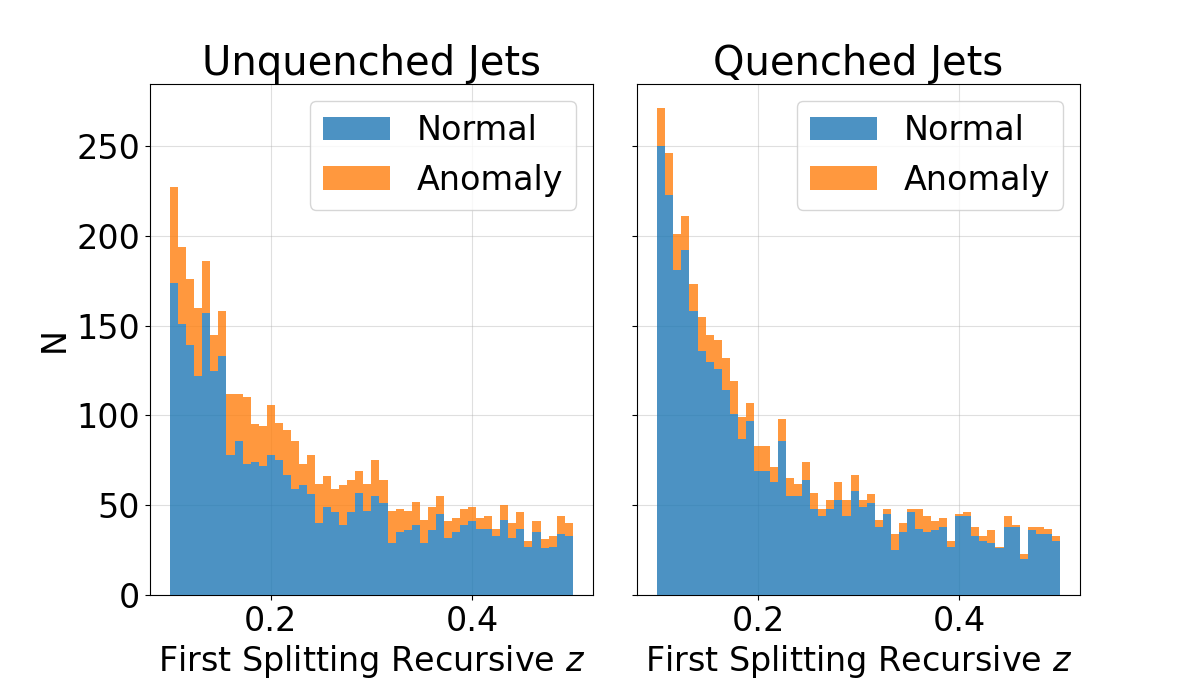 Unquenched Jets
Normal
Anomaly
N
250
200
150
100
50
0
0.2 0.4
First Splitting Recursive z
Quenched Jets
Normal
Anomaly
0.2 0.4
First Splitting Recursive z